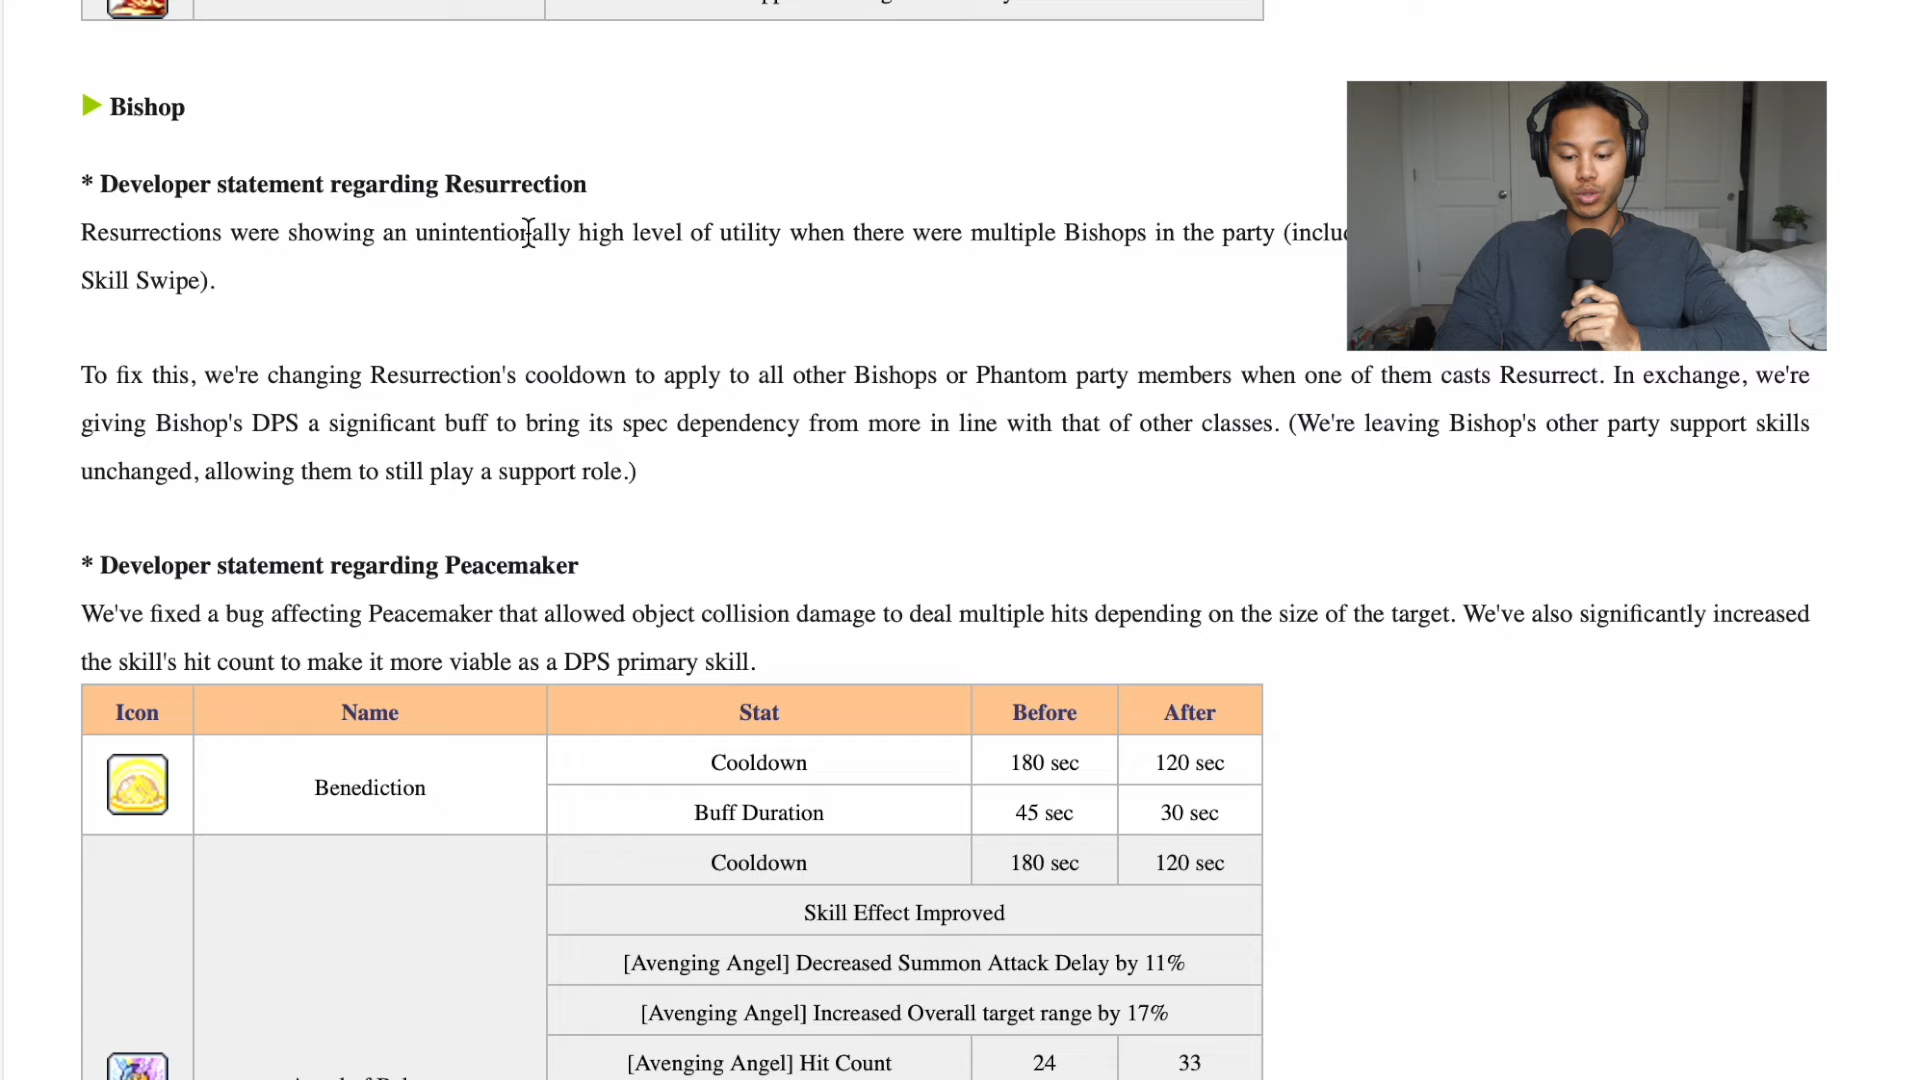 Bishop
* Developer statement regarding Resurrection
Resurrections were showing an unintentionally high level of utility when there were multiple Bishops in the party
Skill Swipe).
To fix this, we're changing Resurrection's cooldown to apply to all other Bishops or Phantom party members when one of them casts Resurrect. In exchange, we're
giving Bishop's DPS a significant buff to bring its spec dependency from more in line with that of other classes. (We're leaving Bishop's other party support skills
unchanged, allowing them to still play a support role.)
* Developer statement regarding Peacemaker
We've fixed a bug affecting Peacemaker that allowed object collision damage to deal multiple hits depending on the size of the target. We've also significantly increased
the skill's hit count to make it more viable as a DPS primary skill.
Icon Name Stat Before After
Benediction
Cooldown 180 sec 120 sec
Buff Duration 45 sec 30 sec
Cooldown 180 sec 120 sec
Skill Effect Improved
[Avenging Angel] Decreased Summon Attack Delay by 11%
[Avenging Angel] Increased Overall target range by 17%
[Avenging Angel] Hit Count 24 33